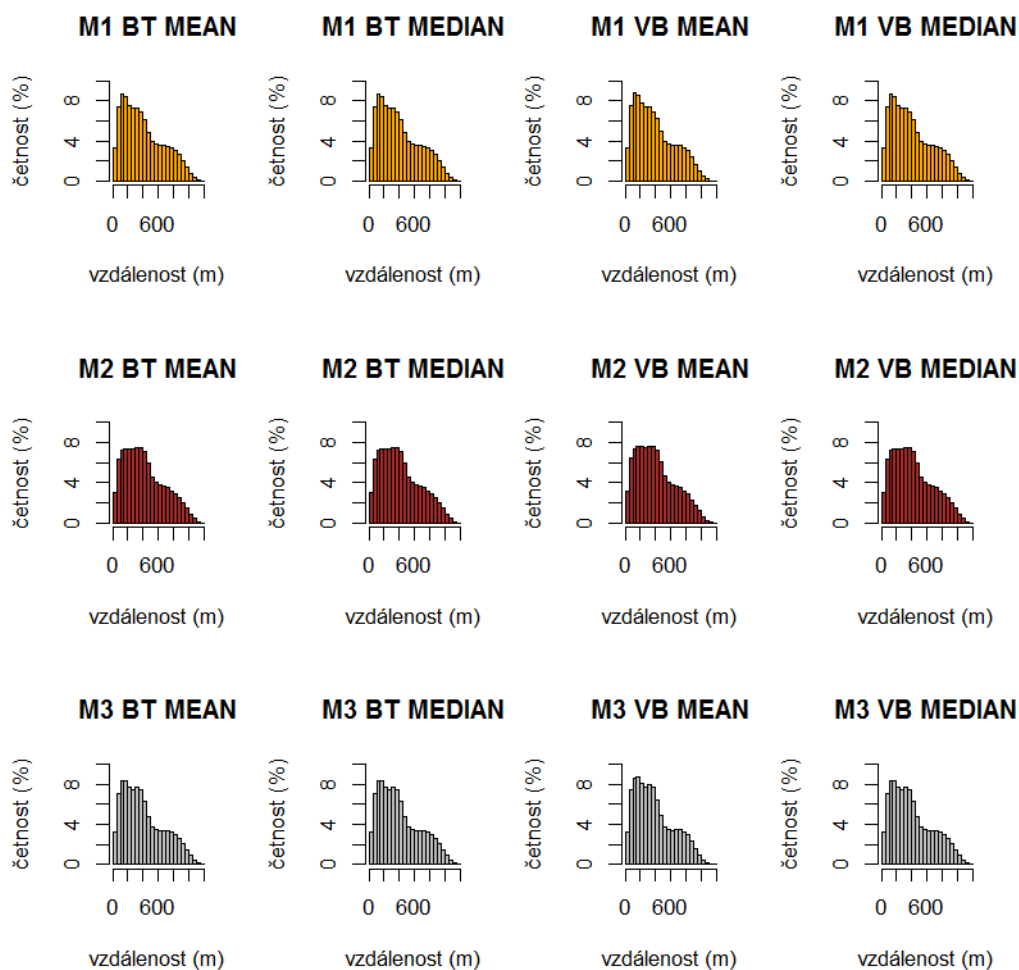 M1 BT MEAN
M1 BT MEDIAN
M1 VB MEAN
M1 VB MEDIAN
četnost (%)
8
4
0
0 600
vzdálenost (m)
četnost (%)
8
4
0
0 600
vzdálenost (m)
četnost (%)
8
4
0
0 600
vzdálenost (m)
četnost (%)
8
4
0
0 600
vzdálenost (m)
M2 BT MEAN
M2 BT MEDIAN
M2 VB MEAN
M2 VB MEDIAN
četnost (%)
8
4
0
0 600
vzdálenost (m)
četnost (%)
8
4
0
0 600
vzdálenost (m)
četnost (%)
8
4
0
0 600
vzdálenost (m)
četnost (%)
8
4
0
0 600
vzdálenost (m)
M3 BT MEAN
M3 BT MEDIAN
M3 VB MEAN
M3 VB MEDIAN
četnost (%)
8
4
0
0 600
vzdálenost (m)
četnost (%)
8
4
0
0 600
vzdálenost (m)
četnost (%)
8
4
0
0 600
vzdálenost (m)
četnost (%)
8
4
0
0 600
vzdálenost (m)